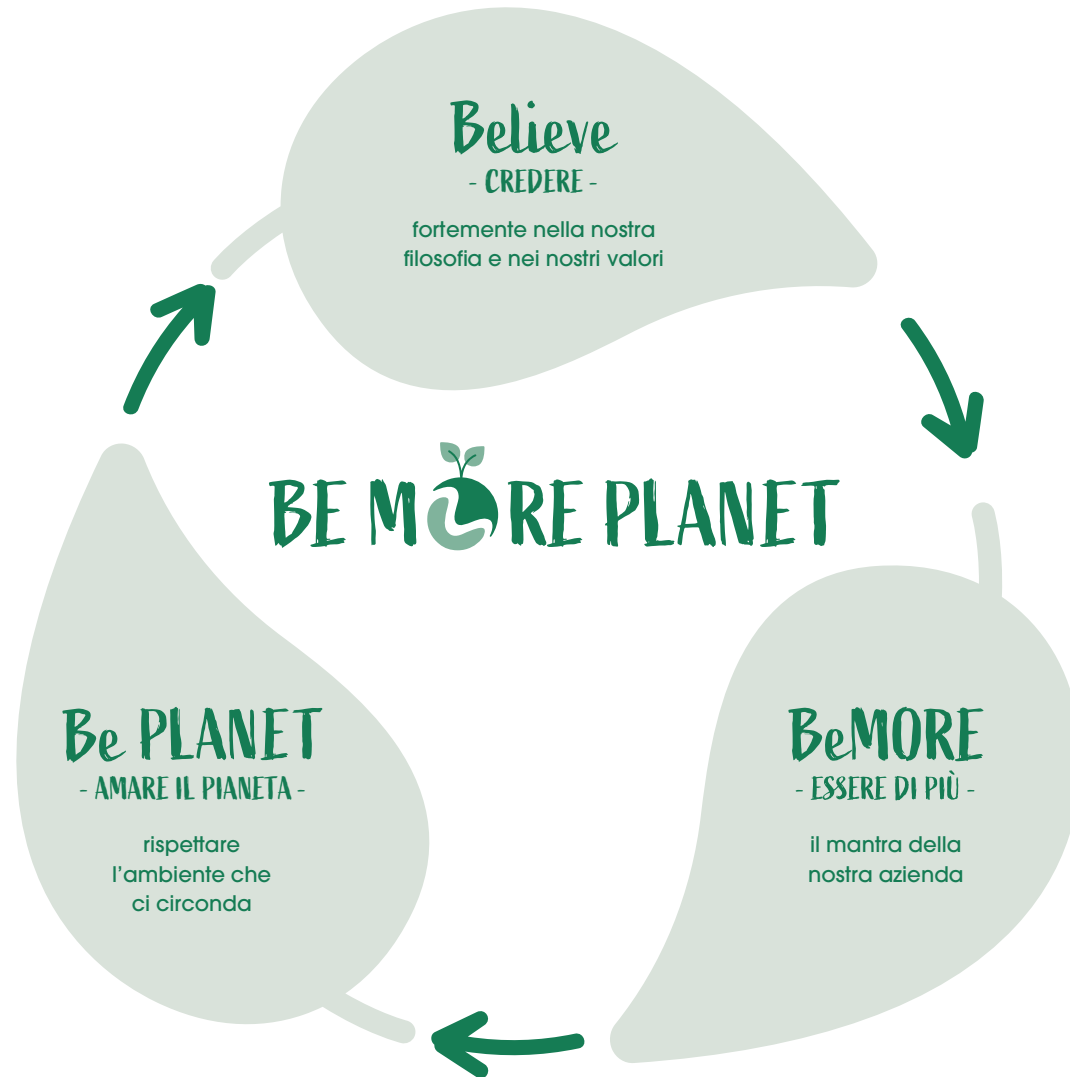 Believe
- CREDERE -
fortemente nella nostra
filosofia e nei nostri valori
BE MORE PLANET
Be PLANET
- AMARE IL PIANETA -
rispettare
l'ambiente che
ci circonda
BeMORE
- ESSERE DI PIÙ -
il mantra della
nostra azienda